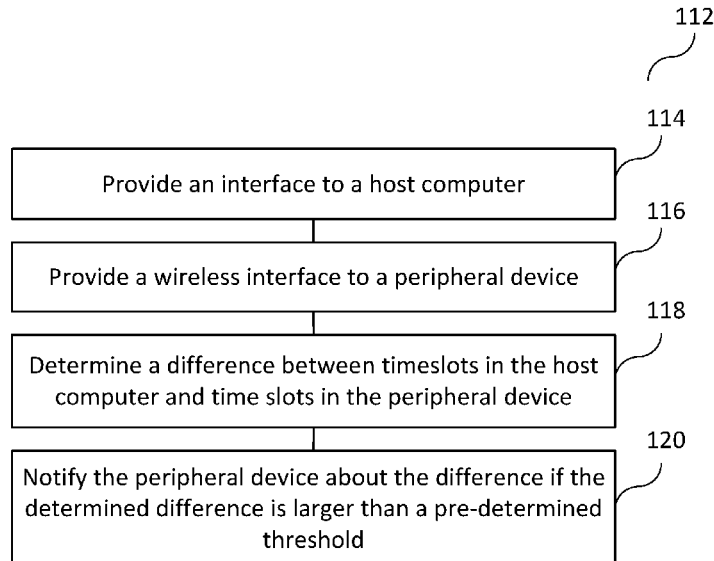 112
114
Provide an interface to a host computer
116
Provide a wireless interface to a peripheral device
118
Determine a difference between timeslots in the host
computer and time slots in the peripheral device
120
Notify the peripheral device about the difference if the
determined difference is larger than a pre-determined
threshold